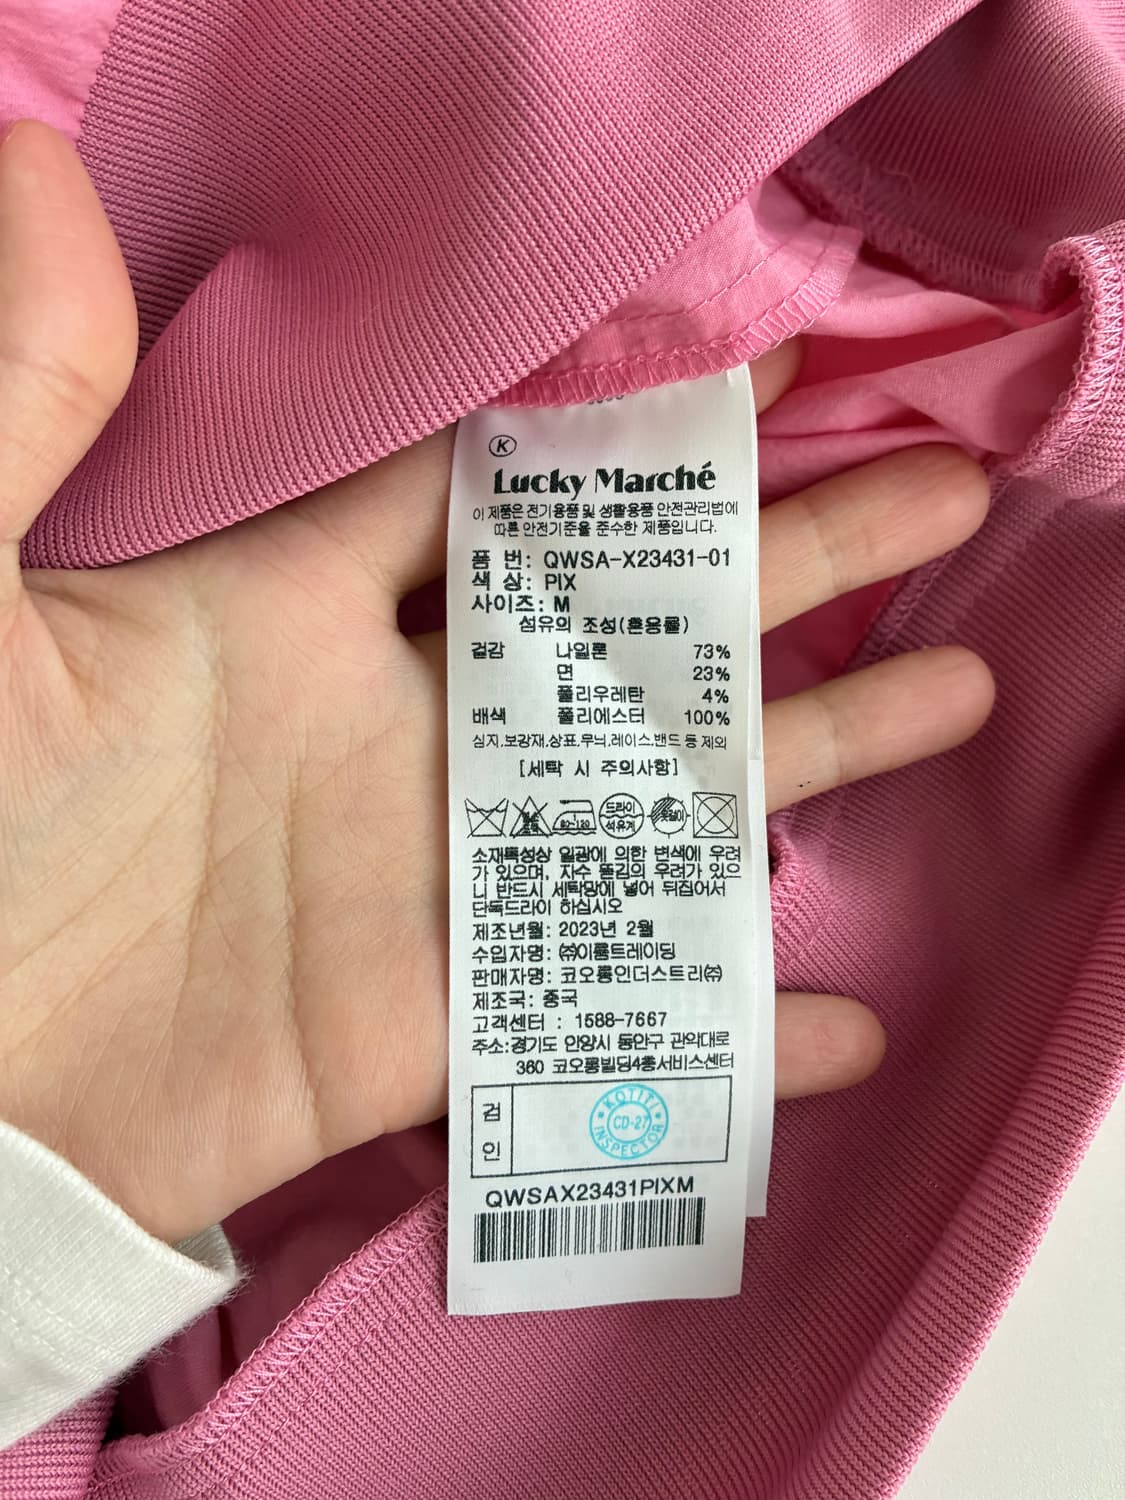 K
Lucky Marché
이 제품은 전기용품 및 생활용품 안전관리법에
따른 안전기준을 준수한 제품입니다.
품 번: QWSA-X23431-01
색 상: PIX
사이즈: M
섬유의 조성(혼용률)
겉감 나일론 73%
면 23%
폴리우레탄 4%
배색 폴리에스터 100%
심지,보강재,상표,무늬,레이스,밴드 등 제외
[세탁 시 주의사항]
80~120
드라이
석유계
옷걸이
소재특성상 일광에 의한 변색에 우려
가 있으며, 자수 뜯김의 우려가 있으
니 반드시 세탁망에 넣어 뒤집어서
단독드라이 하십시오
제조년월: 2023년 2월
수입자명: ㈜이룸트레이딩
판매자명: 코오롱인더스트리㈜
제조국: 중국
고객센터 : 1588-7667
주소:경기도 안양시 동안구 관악대로
360 코오롱빌딩4층서비스센터
검
인
KOTITI
CD-27
INSPECTOR
QWSAX23431PIXM